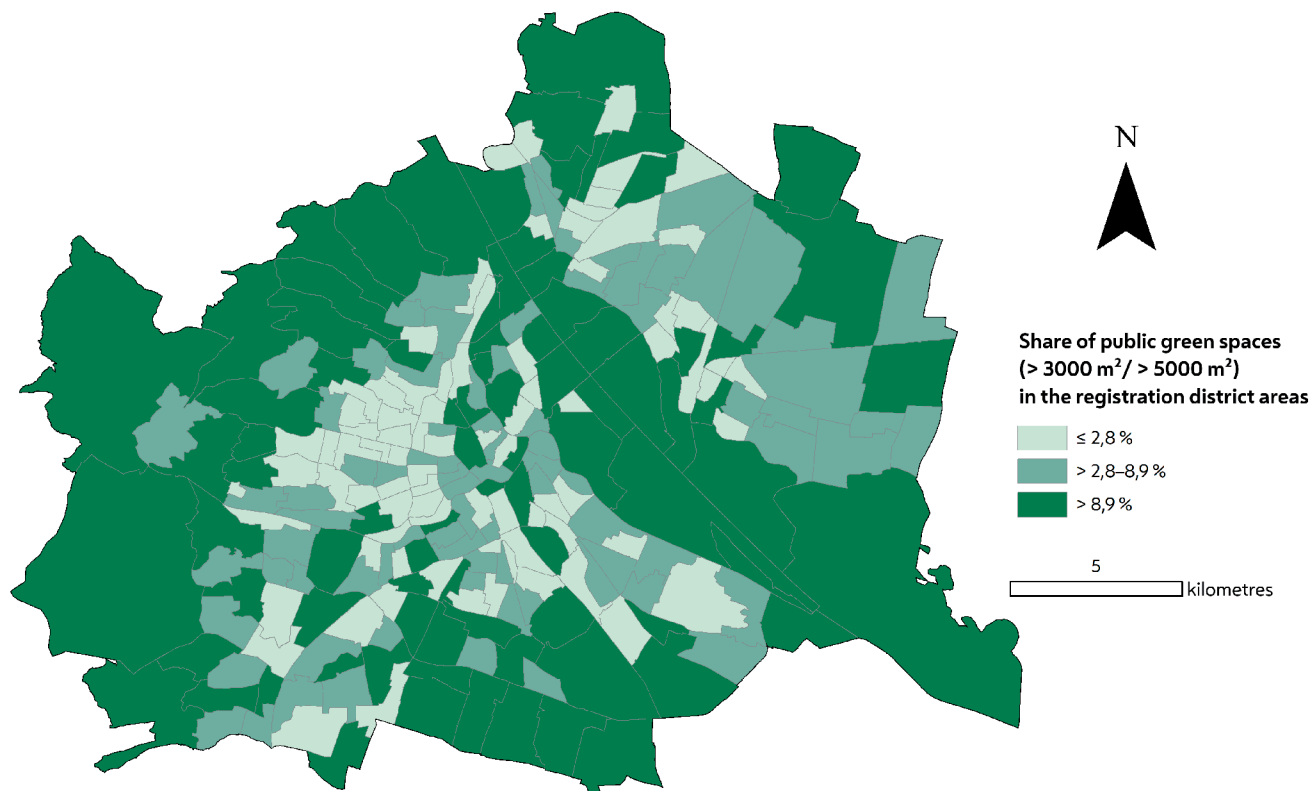 N
Share of public green spaces
(> 3000 m²/ > 5000 m²)
in the registration district areas
≤ 2,8 %
> 2,8–8,9 %
> 8,9 %
5
kilometres